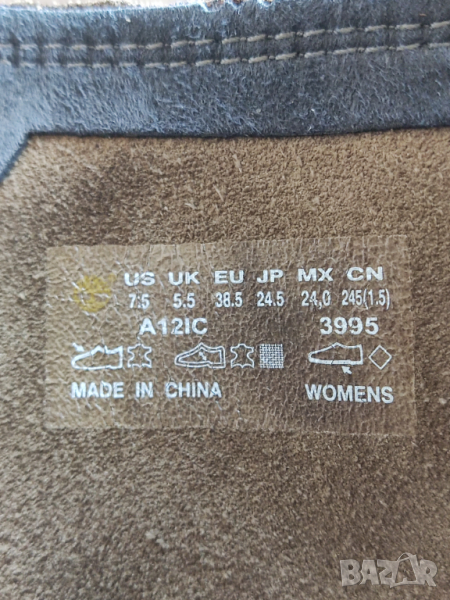 US UK EU JP MX CN
7.5 5.5 38.5 24.5 24,0 245(1.5)
A12IC 3995
MADE IN CHINA WOMENS
BAZAR